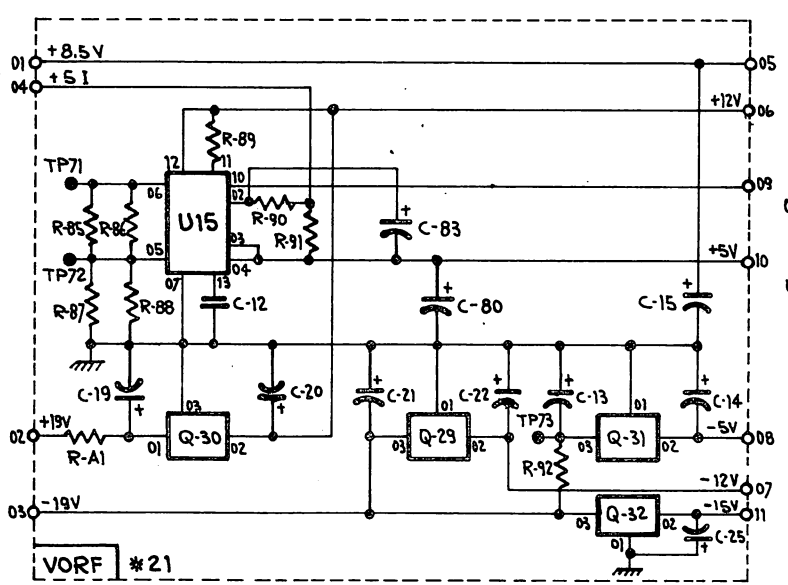 01 +8.5V 05
04 +5 I
+12V 06
R-89
12 11
TP71 06 10 09
02
R-85 R-86 U15 R-90
R-91 C-83
03
05 04 +5V 10
TP72
07 13
R-87 R-88 C-12 C-80 C-15
C-19 C-20 C-21 C-22 C-13 C-14
03 01 TP73 01
02 +19V 01 Q-30 02 03 Q-29 02 03 Q-31 02 -5V 08
R-A1 R-92
-12V 07
03 -19V 03 Q-32 02 -15V 11
01 C-25
VORF *21